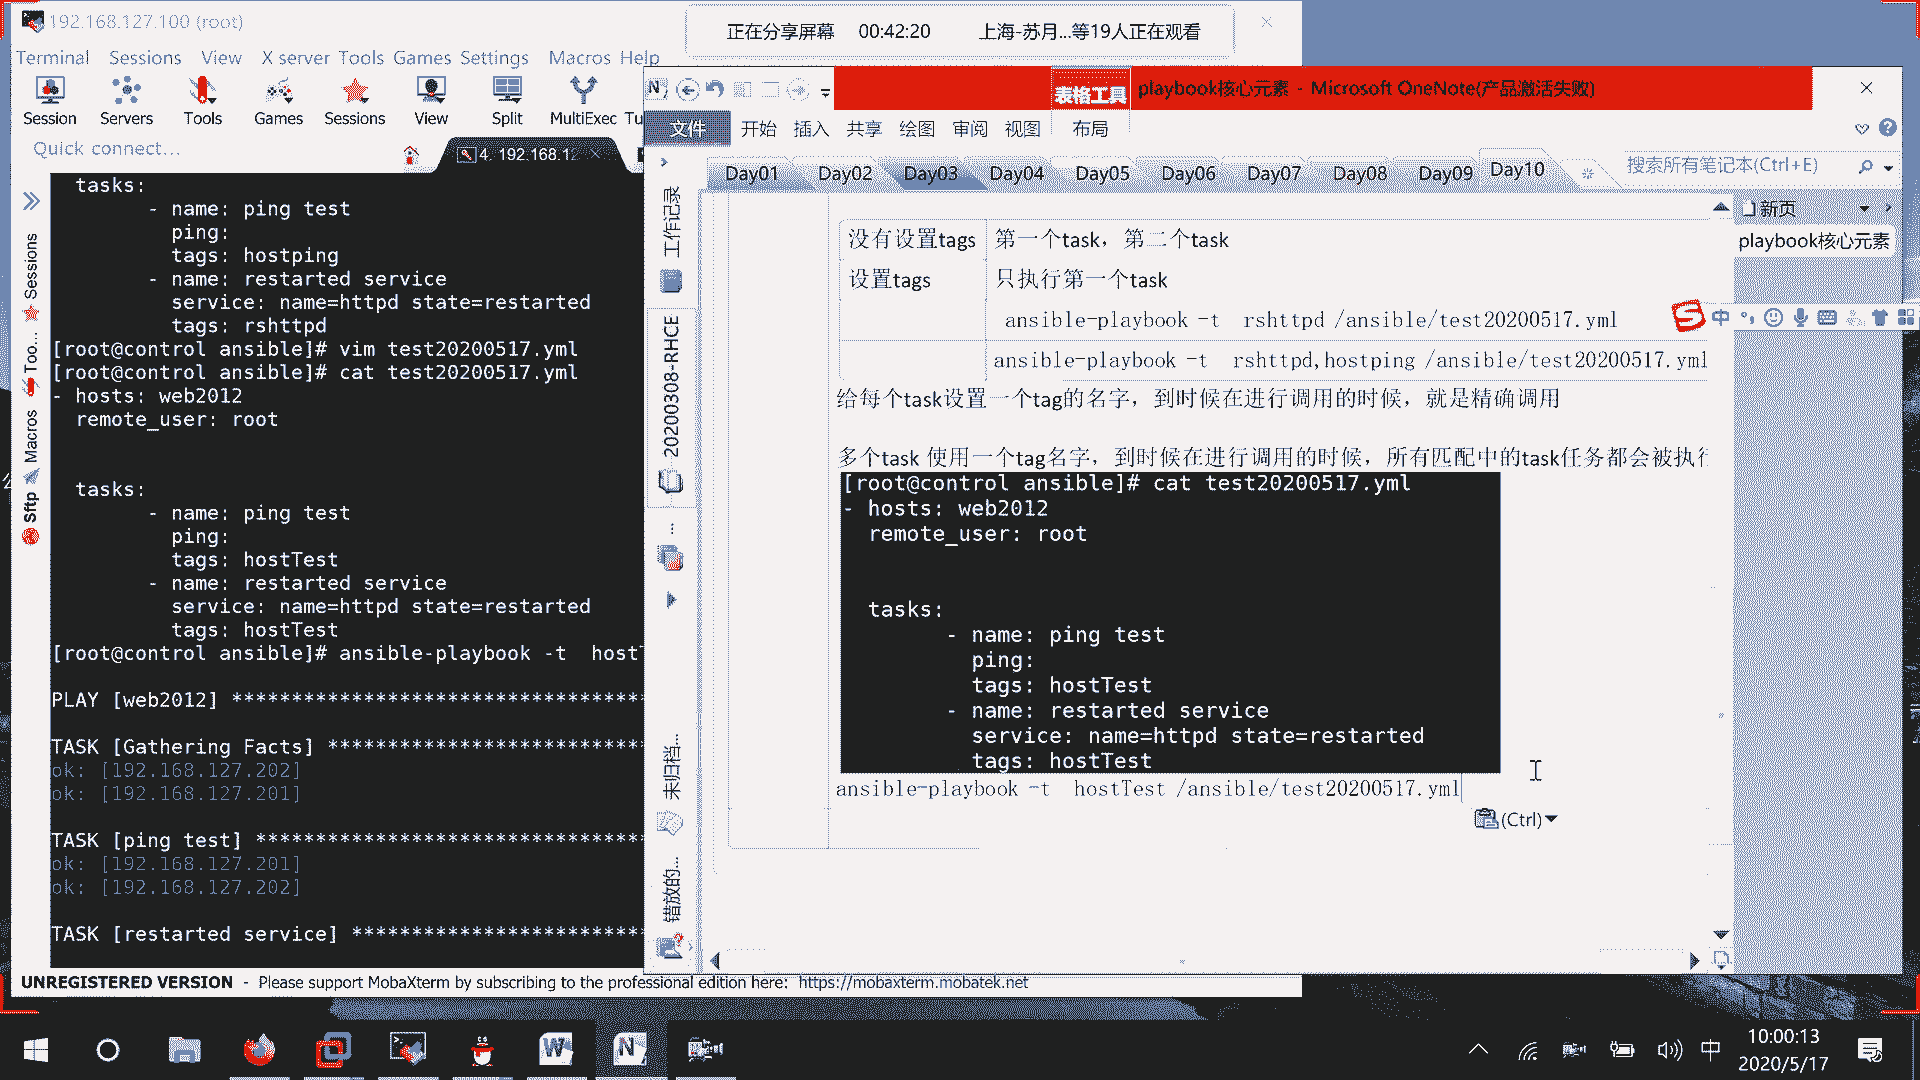 192.168.127.100 (root)
正在分享屏幕 00:42:20 上海-苏月...等19人正在观看
Terminal Sessions View X server Tools Games Settings Macros Help
Session Servers Tools Games Sessions View Split MultiExec Tu
Quick connect...
4. 192.168.12
Sessions
Too...
Macros
Sftp
tasks:
- name: ping test
ping:
tags: hostping
- name: restarted service
service: name=httpd state=restarted
tags: rshttpd
[root@control ansible]# vim test20200517.yml
[root@control ansible]# cat test20200517.yml
- hosts: web2012
remote_user: root
tasks:
- name: ping test
ping:
tags: hostTest
- name: restarted service
service: name=httpd state=restarted
tags: hostTest
[root@control ansible]# ansible-playbook -t  host
PLAY [web2012] **********************************
TASK [Gathering Facts] **************************
ok: [192.168.127.202]
ok: [192.168.127.201]
TASK [ping test] ********************************
ok: [192.168.127.201]
ok: [192.168.127.202]
TASK [restarted service] ************************
UNREGISTERED VERSION - Please support MobaXterm by subscribing to the professional edition here: https://mobaxterm.mobatek.net
表格工具 playbook核心元素 - Microsoft OneNote(产品激活失败)
文件 开始 插入 共享 绘图 审阅 视图 布局
Day01 Day02 Day03 Day04 Day05 Day06 Day07 Day08 Day09 Day10
搜索所有笔记本(Ctrl+E)
工作记录
20200308-RHCE
...
未归档...
错放的...
新页
playbook核心元素
没有设置tags 第一个task，第二个task
设置tags 只执行第一个task
ansible-playbook -t  rshttpd /ansible/test20200517.yml
ansible-playbook -t  rshttpd,hostping /ansible/test20200517.yml
给每个task设置一个tag的名字，到时候在进行调用的时候，就是精确调用
多个task 使用一个tag名字，到时候在进行调用的时候，所有匹配中的task任务都会被执行
[root@control ansible]# cat test20200517.yml
- hosts: web2012
remote_user: root
tasks:
- name: ping test
ping:
tags: hostTest
- name: restarted service
service: name=httpd state=restarted
tags: hostTest
ansible-playbook -t  hostTest /ansible/test20200517.yml
(Ctrl)
中
中
10:00:13
2020/5/17